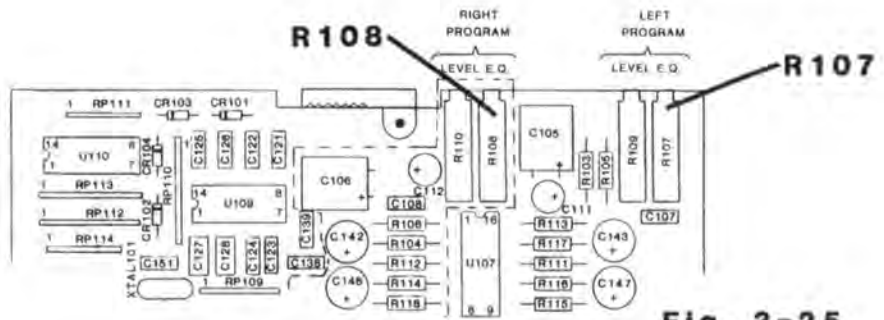 RIGHT PROGRAM
LEFT PROGRAM
R108
LEVEL E.Q.
LEVEL E.Q.
R107
1 RP111
CR103
CR101
14 8
U110
1 7
CR104
C125
C126
C122
C121
RP110
1 RP113
1 RP112
1 RP114
CR102
14 8
U109
1 7
C139
C127
C128
C124
C123
C138
XTAL101
C151
1 RP109
C106
C112
C108
C142
C146
R106
R104
R112
R114
R118
R110
R108
1 16
U107
8 9
C105
C111
R103
R105
R109
R107
C107
R113
R117
R111
R116
R115
C143
C147